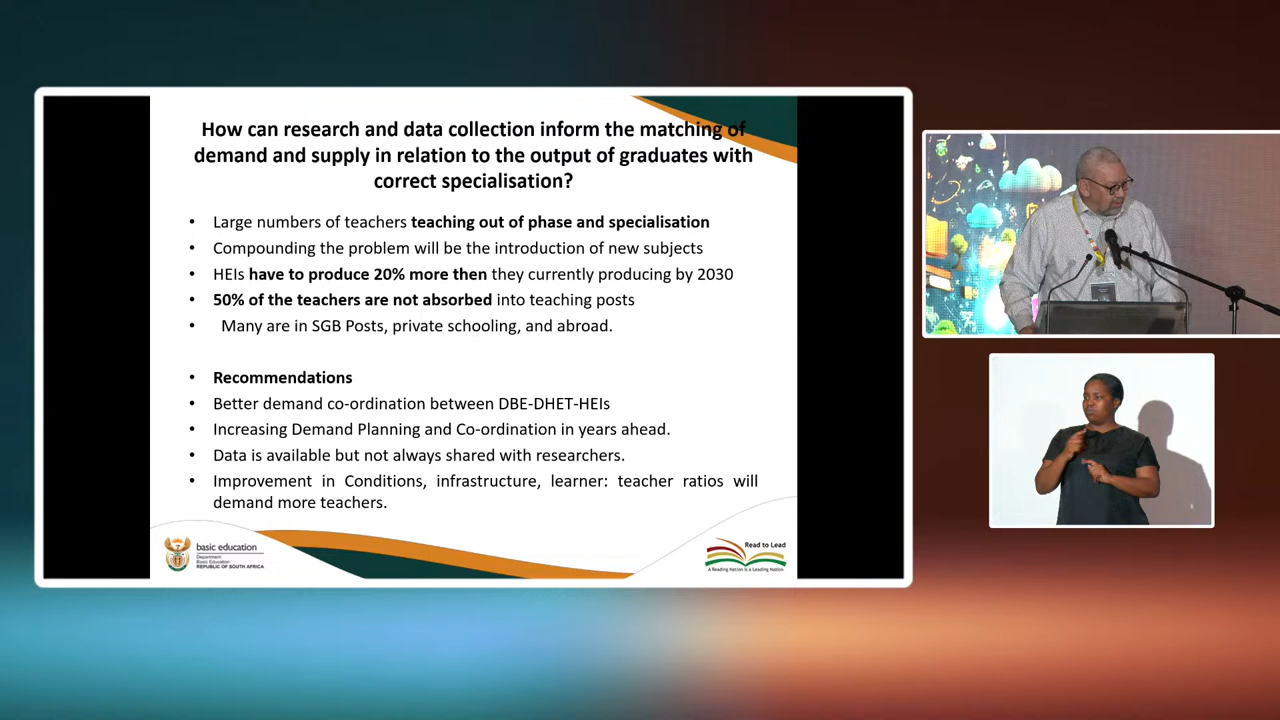 How can research and data collection inform the matching of
demand and supply in relation to the output of graduates with
correct specialisation?
• Large numbers of teachers teaching out of phase and specialisation
• Compounding the problem will be the introduction of new subjects
• HEIs have to produce 20% more then they currently producing by 2030
• 50% of the teachers are not absorbed into teaching posts
• Many are in SGB Posts, private schooling, and abroad.
• Recommendations
• Better demand co-ordination between DBE-DHET-HEIs
• Increasing Demand Planning and Co-ordination in years ahead.
• Data is available but not always shared with researchers.
• Improvement in Conditions, infrastructure, learner: teacher ratios will
demand more teachers.
basic education
Department:
Basic Education
REPUBLIC OF SOUTH AFRICA
Read to Lead
A Reading Nation is a Leading Nation